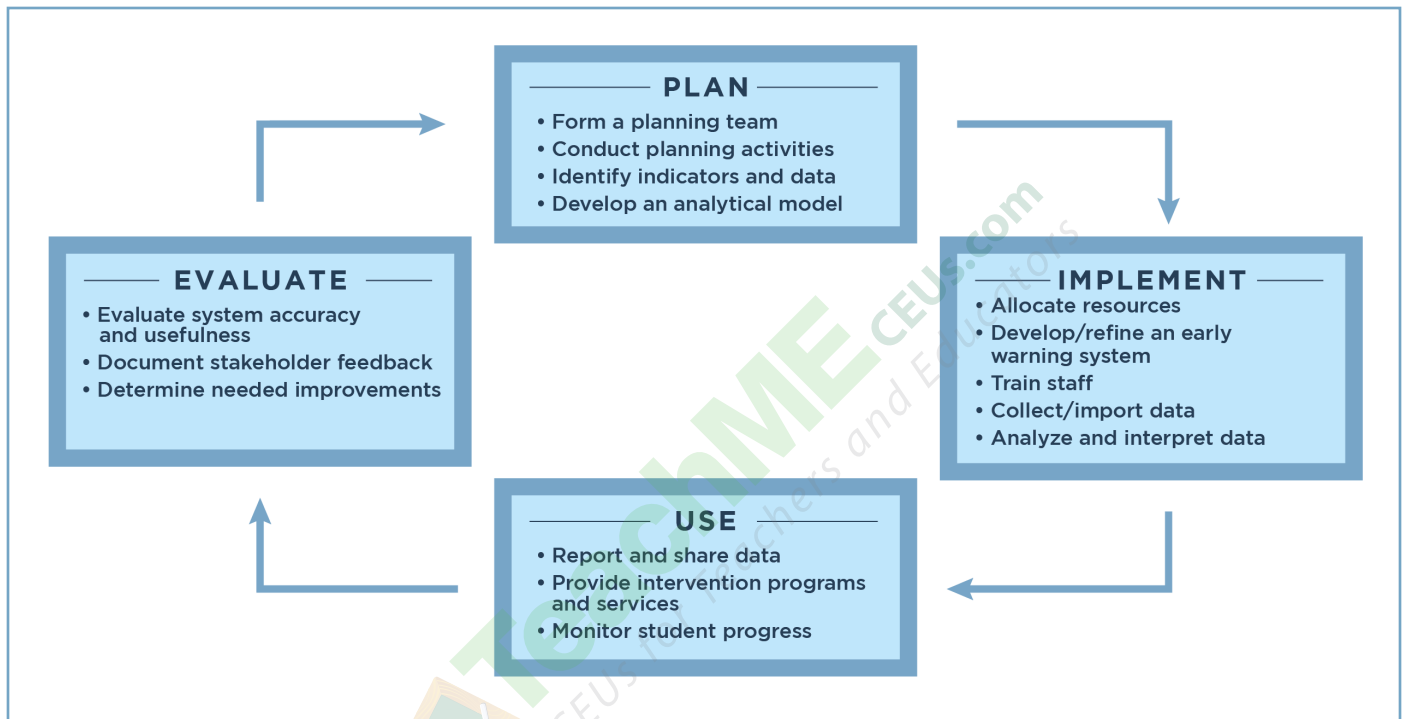 PLAN
• Form a planning team
• Conduct planning activities
• Identify indicators and data
• Develop an analytical model
EVALUATE
• Evaluate system accuracy
and usefulness
• Document stakeholder feedback
• Determine needed improvements
IMPLEMENT
• Allocate resources
• Develop/refine an early
warning system
• Train staff
• Collect/import data
• Analyze and interpret data
USE
• Report and share data
• Provide intervention programs
and services
• Monitor student progress
TeachME CEUs.com
CEUs for Teachers and Educators